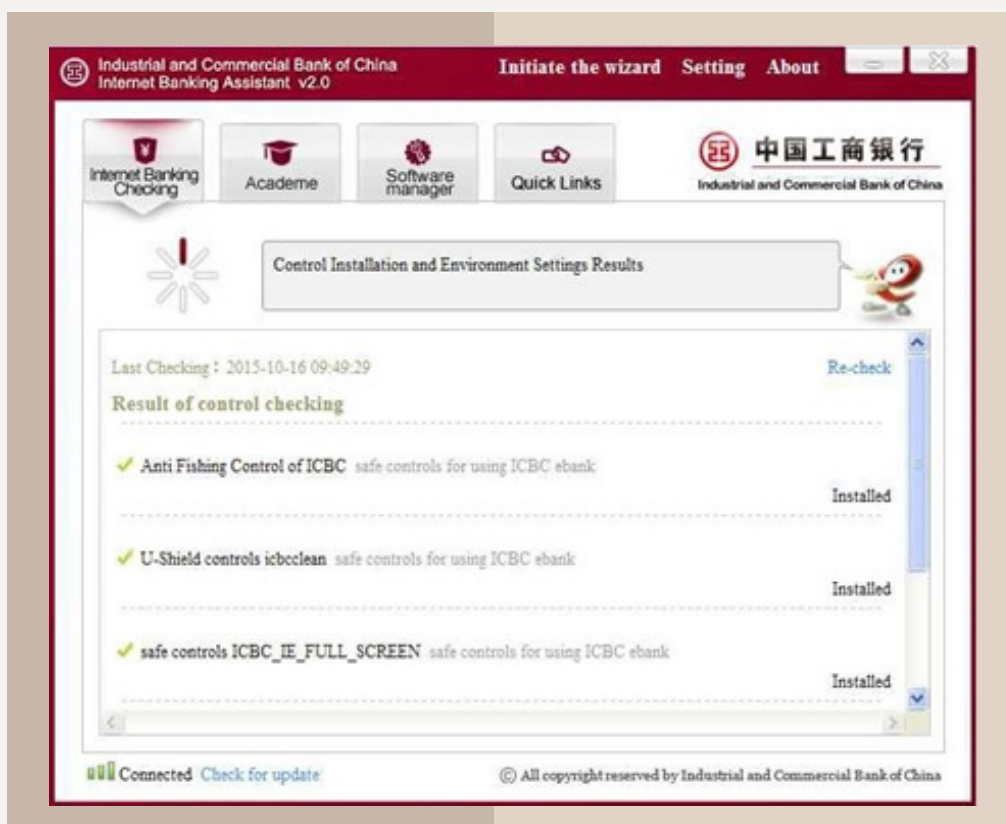 Industrial and Commercial Bank of China
Internet Banking Assistant v2.0
Initiate the wizard Setting About
Internet Banking
Checking
Academe
Software
manager
Quick Links
中国工商银行
Industrial and Commercial Bank of China
Control Installation and Environment Settings Results
Last Checking: 2015-10-16 09:49:29
Re-check
Result of control checking
Anti Fishing Control of ICBC safe controls for using ICBC ebank
Installed
U-Shield controls icbcclean safe controls for using ICBC ebank
Installed
safe controls ICBC_IE_FULL_SCREEN safe controls for using ICBC ebank
Installed
Connected Check for update
© All copyright reserved by Industrial and Commercial Bank of China